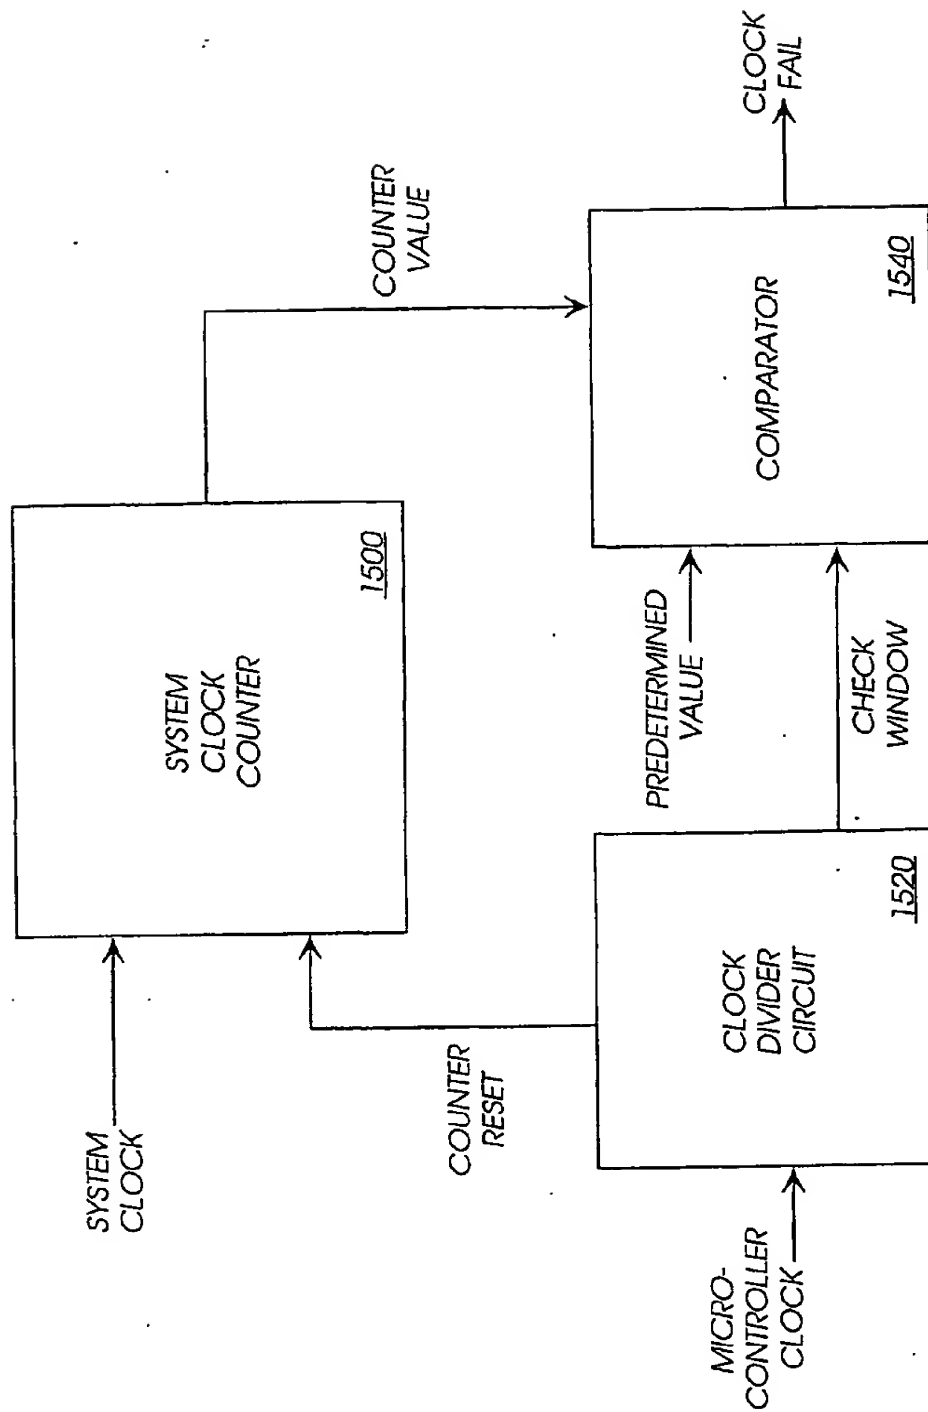 SYSTEM
CLOCK
SYSTEM
CLOCK
COUNTER
1500
COUNTER
VALUE
COUNTER
RESET
MICRO-
CONTROLLER
CLOCK
CLOCK
DIVIDER
CIRCUIT
1520
PREDETERMINED
VALUE
CHECK
WINDOW
COMPARATOR
1540
CLOCK
FAIL